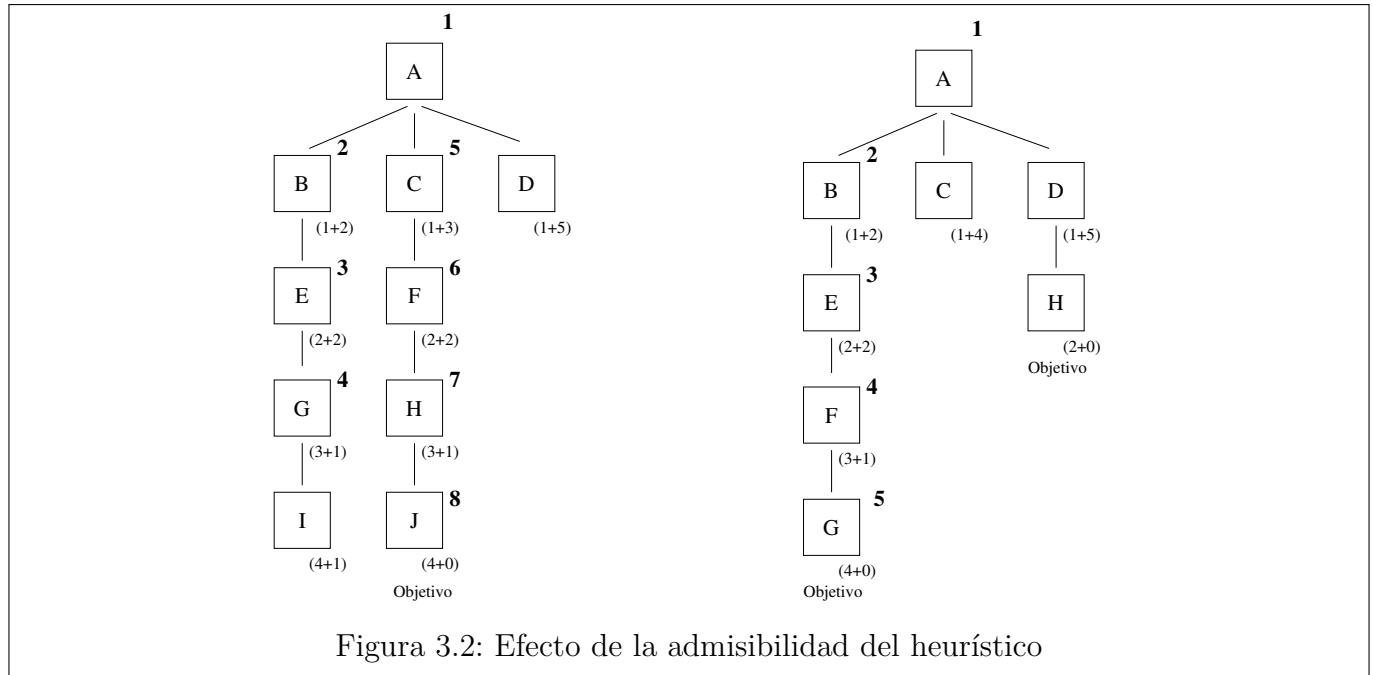 1
A
2
B
(1+2)
5
C
(1+3)
D
(1+5)
3
E
(2+2)
6
F
(2+2)
4
G
(3+1)
7
H
(3+1)
I
(4+1)
8
J
(4+0)
Objetivo
1
A
2
B
(1+2)
C
(1+4)
D
(1+5)
3
E
(2+2)
H
(2+0)
Objetivo
4
F
(3+1)
5
G
(4+0)
Objetivo
Figura 3.2: Efecto de la admisibilidad del heurístico